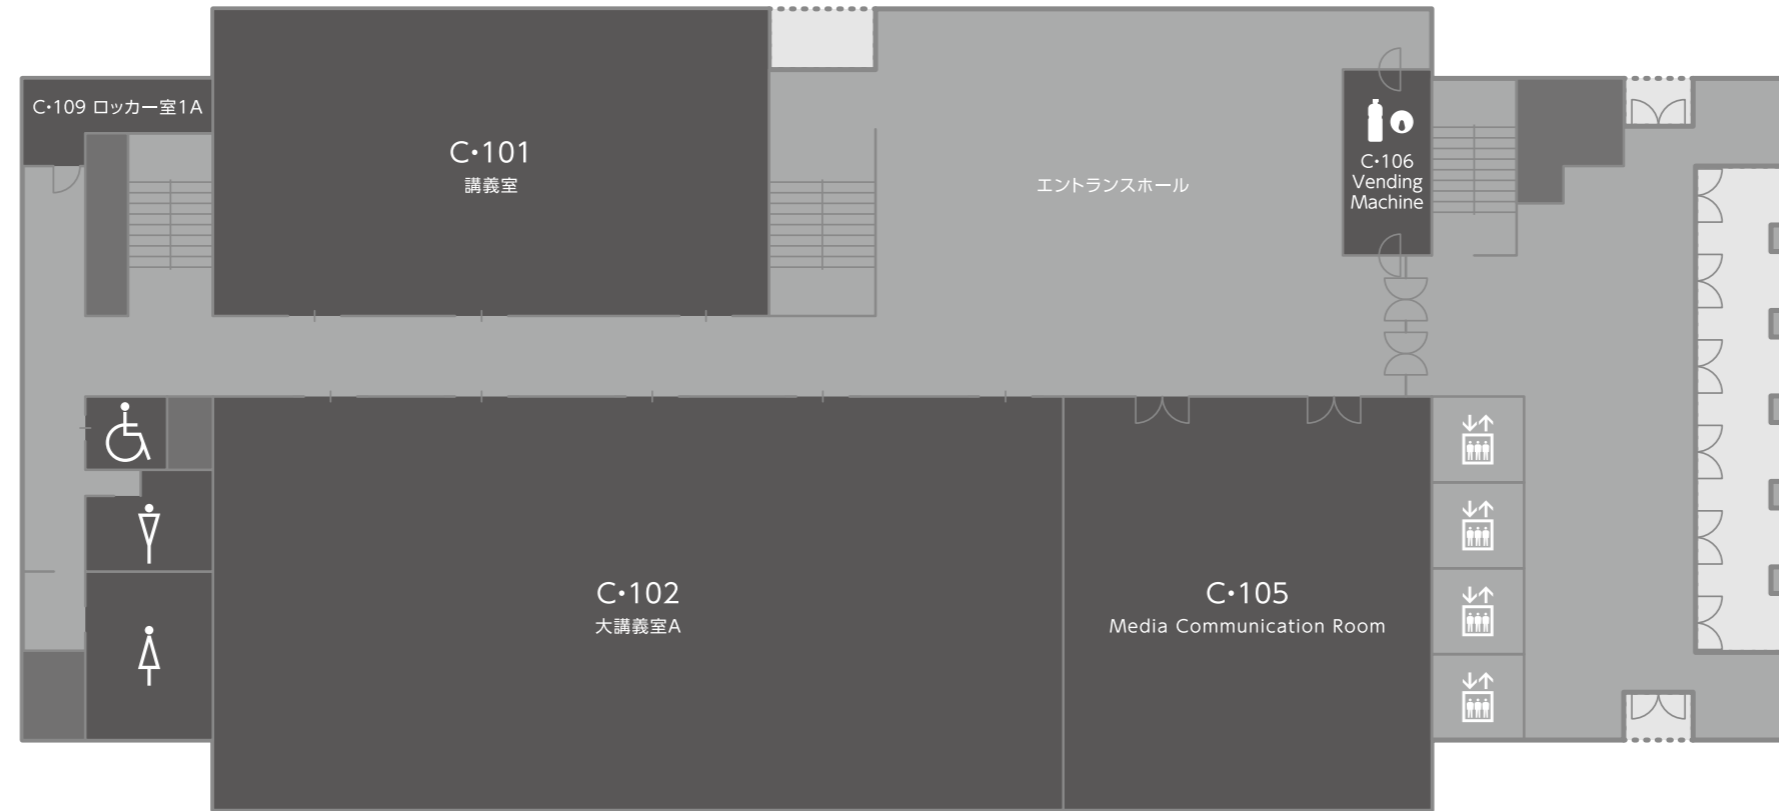 C・109 ロッカー室1A
C・101
講義室
エントランスホール
C・106
Vending
Machine
C・102
大講義室A
C・105
Media Communication Room